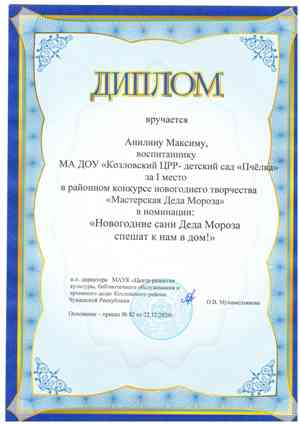 ДИПЛОМ
вручается
Анилину Максиму,
воспитаннику
МА ДОУ «Козловский ЦРР- детский сад «Пчёлка»
за I место
в районном конкурсе новогоднего творчества
«Мастерская Деда Мороза»
в номинации:
«Новогодние сани Деда Мороза
спешат к нам в дом!»
и.о. директора МАУК «Центр развития
культуры, библиотечного обслуживания и
архивного дела» Козловского района
Чувашской Республики
О.В. Мухаметзянова
Основание – приказ № 82 от 22.12.2020г.